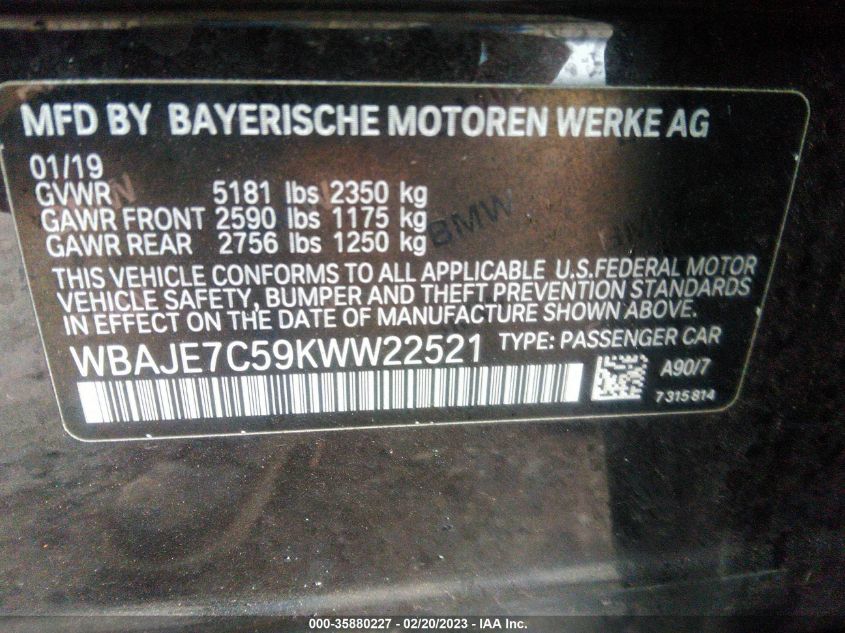 MFD BY BAYERISCHE MOTOREN WERKE AG
01/19
GVWR 5181 lbs 2350 kg
GAWR FRONT 2590 lbs 1175 kg
GAWR REAR 2756 lbs 1250 kg
BMW
THIS VEHICLE CONFORMS TO ALL APPLICABLE U.S.FEDERAL MOTOR
VEHICLE SAFETY, BUMPER AND THEFT PREVENTION STANDARDS
IN EFFECT ON THE DATE OF MANUFACTURE SHOWN ABOVE.
WBAJE7C59KWW22521 TYPE: PASSENGER CAR
A90/7
7 315 814
000-35880227 - 02/20/2023 - IAA Inc.